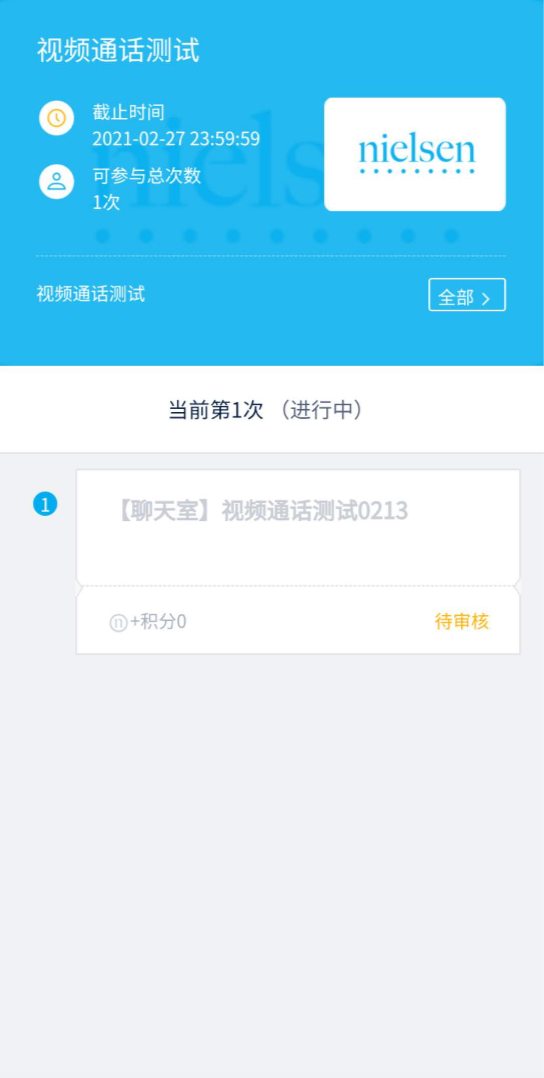 视频通话测试
截止时间
2021-02-27 23:59:59
nielsen
可参与总次数
1次
视频通话测试
全部 >
当前第1次 （进行中）
1
【聊天室】视频通话测试0213
n+积分0
待审核